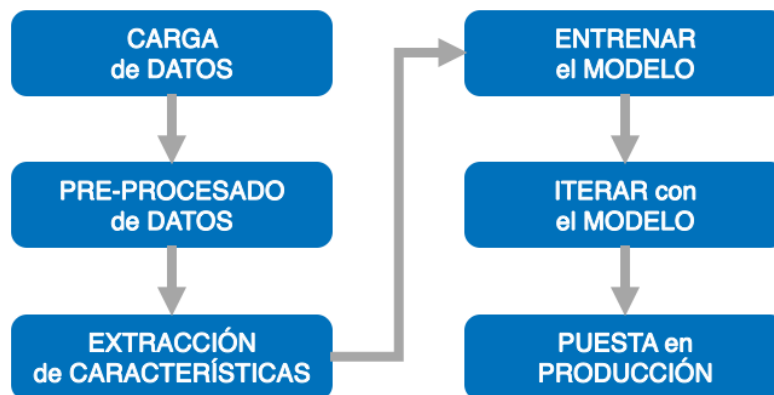 CARGA
de DATOS
PRE-PROCESADO
de DATOS
EXTRACCIÓN
de CARACTERÍSTICAS
ENTRENAR
el MODELO
ITERAR con
el MODELO
PUESTA en
PRODUCCIÓN